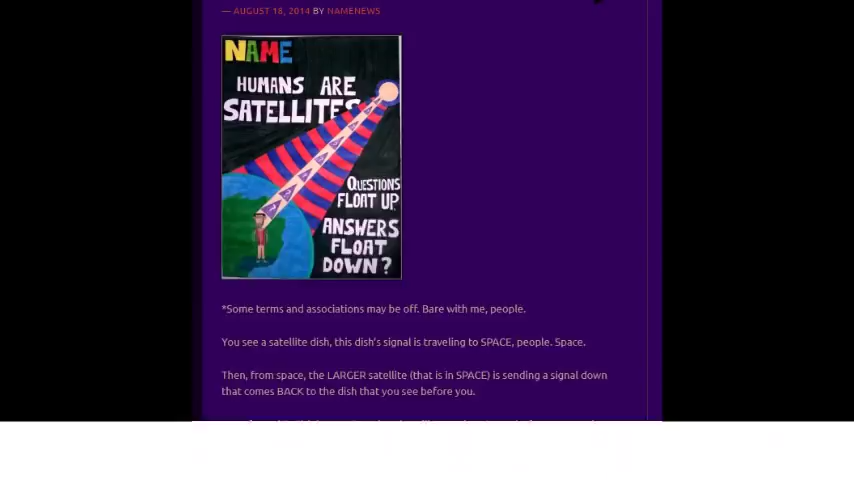 — AUGUST 18, 2014 BY NAMENEWS
NAME
HUMANS ARE
SATELLITES
QUESTIONS
FLOAT UP,
ANSWERS
FLOAT
DOWN?
*Some terms and associations may be off. Bare with me, people.
You see a satellite dish, this dish's signal is traveling to SPACE, people. Space.
Then, from space, the LARGER satellite (that is in SPACE) is sending a signal down
that comes BACK to the dish that you see before you.